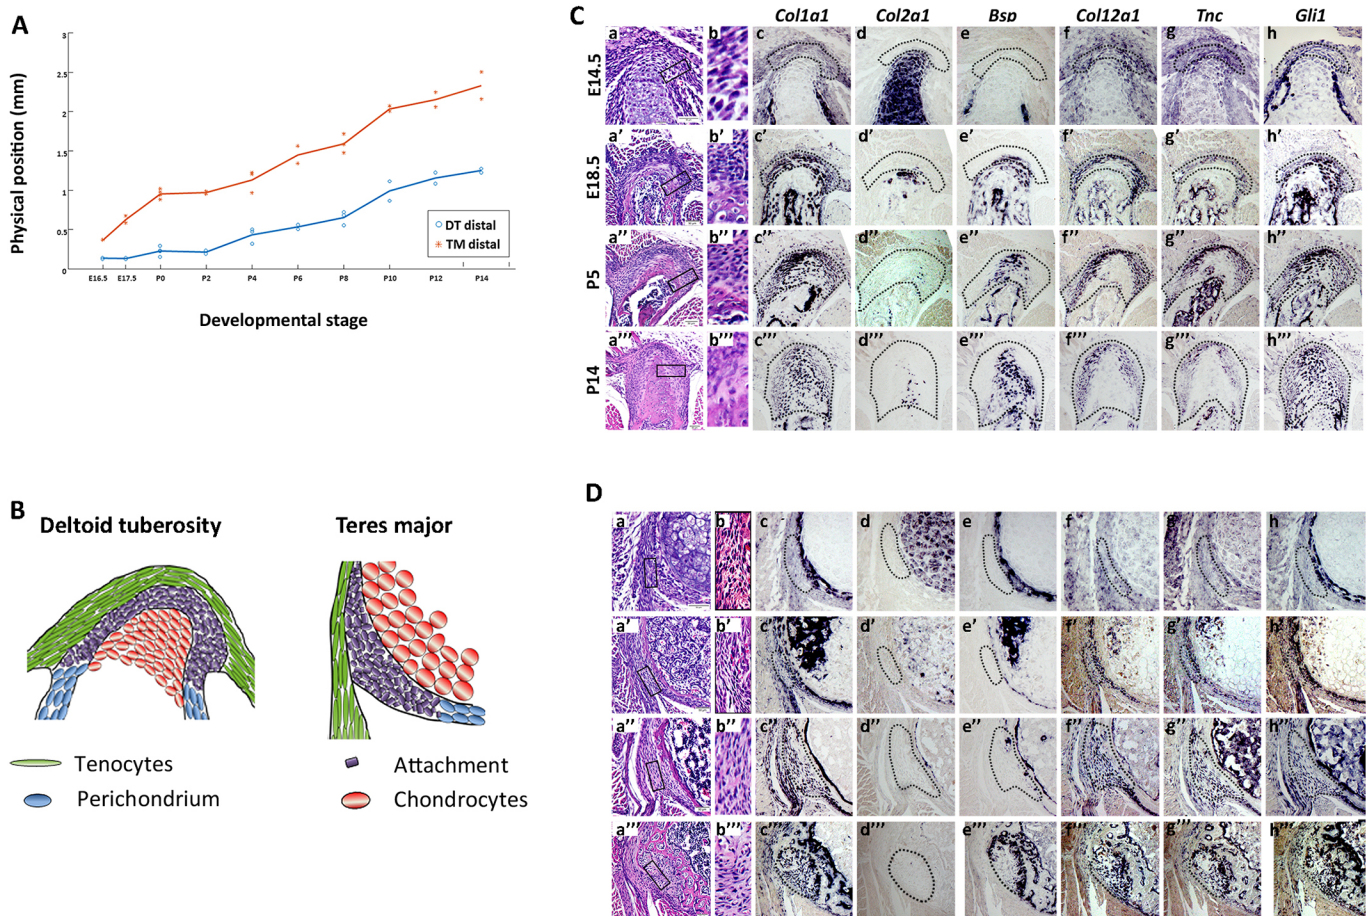 A
Physical position (mm)
3
2.5
2
1.5
1
0.5
0
E16.5 E17.5 P0 P2 P4 P6 P8 P10 P12 P14
DT distal
TM distal
Developmental stage
B
Deltoid tuberosity Teres major
Tenocytes Attachment
Perichondrium Chondrocytes
C
Col1a1 Col2a1 Bsp Col12a1 Tnc Gli1
E14.5
a b c d e f g h
E18.5
a' b' c' d' e' f' g' h'
P5
a'' b'' c'' d'' e'' f'' g'' h''
P14
a''' b''' c''' d''' e''' f''' g''' h'''
D
a b c d e f g h
a' b' c' d' e' f' g' h'
a'' b'' c'' d'' e'' f'' g'' h''
a''' b''' c''' d''' e''' f''' g''' h'''